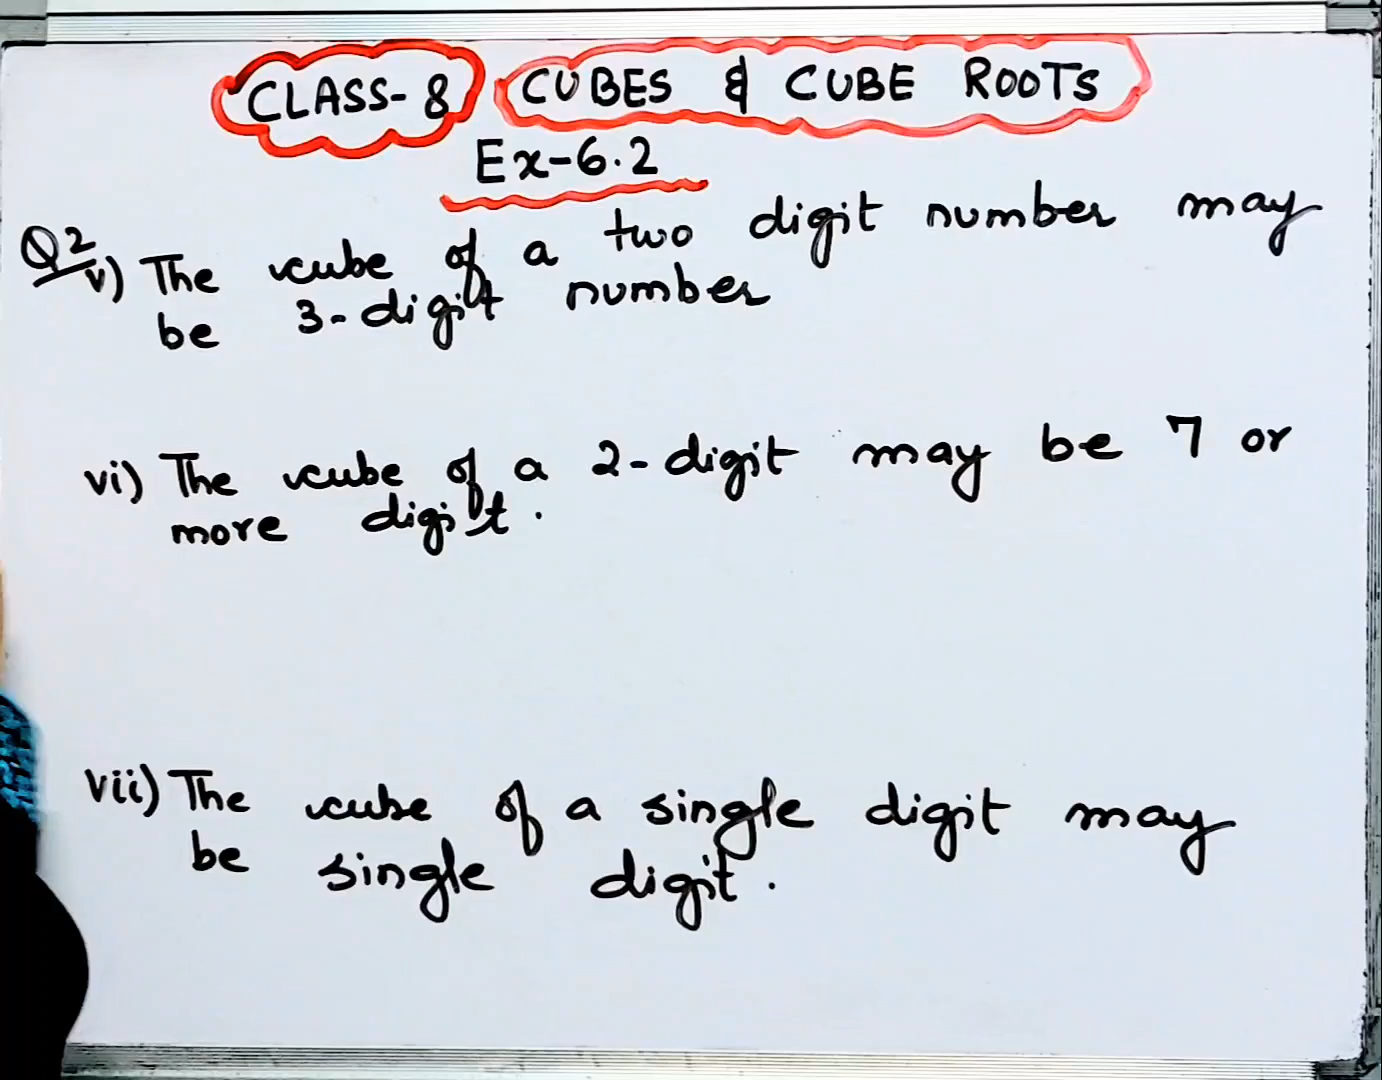 CLASS-8 CUBES & CUBE ROOTS
Ex-6.2
Q2 v) The cube of a two digit number may
be 3-digit number
vi) The cube of a 2-digit may be 7 or
more digit.
vii) The cube of a single digit may
be single digit.